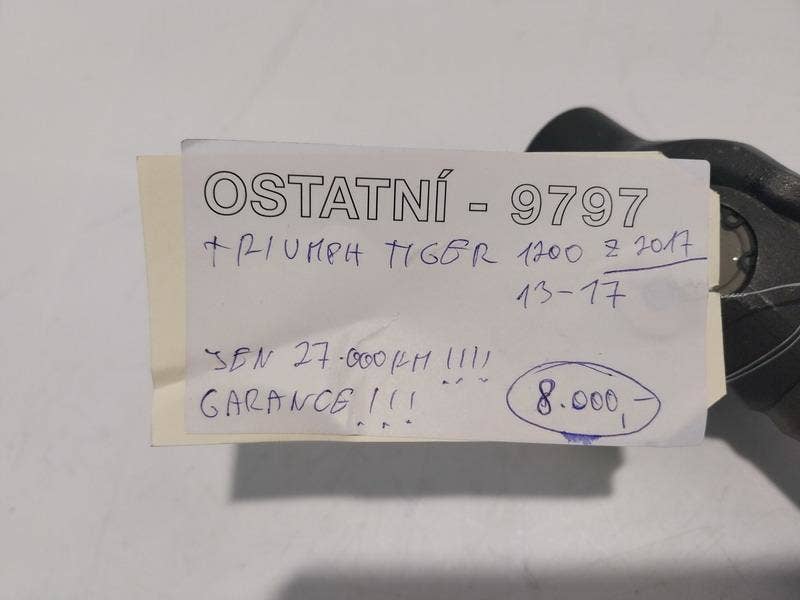 OSTATNÍ - 9797
TRIUMPH TIGER 1200 Z 2017
13-17
JEN 27.000KM !!!!
GARANCE !!!
8.000,-